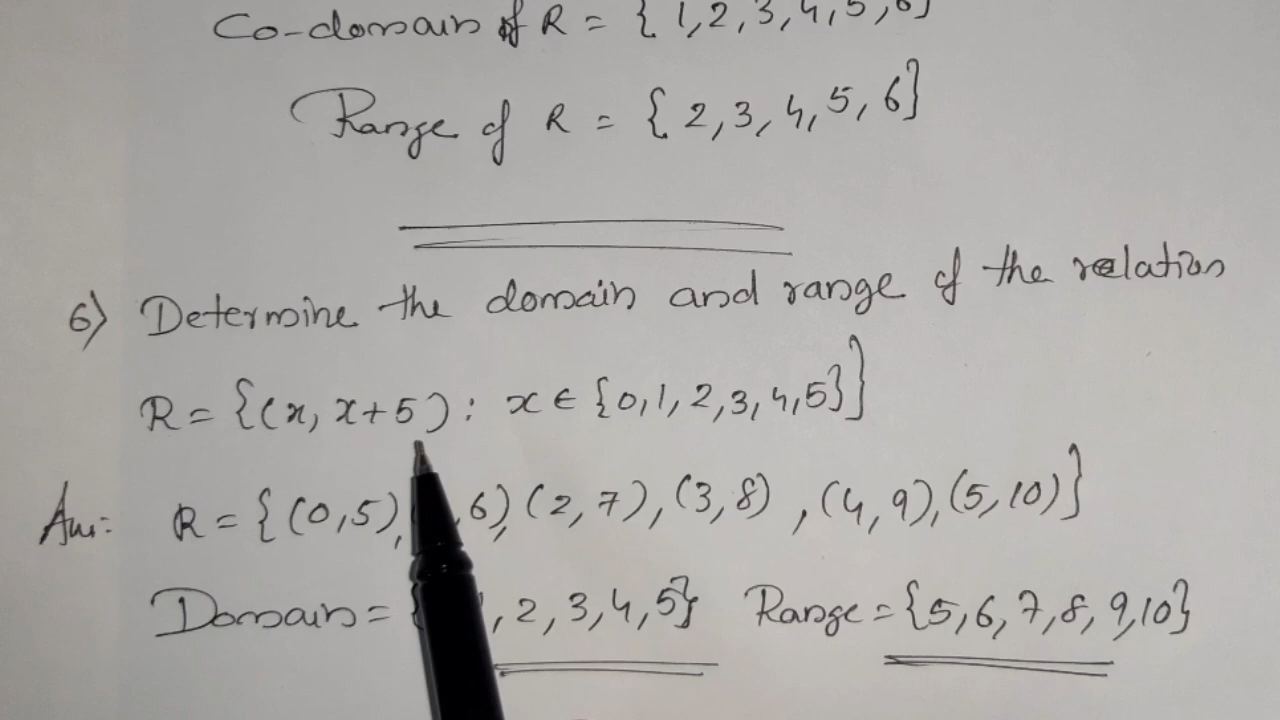 Co-domain of R = { 1,2,3,4,5,6}
Range of R = { 2,3,4,5,6}
6) Determine the domain and range of the relation
R = {(x, x+5) : x ∈ {0,1,2,3,4,5}}
Ans: R = {(0,5), ,6), (2,7), (3,8) , (4,9), (5,10)}
Domain = { ,2,3,4,5} Range = {5,6,7,8,9,10}